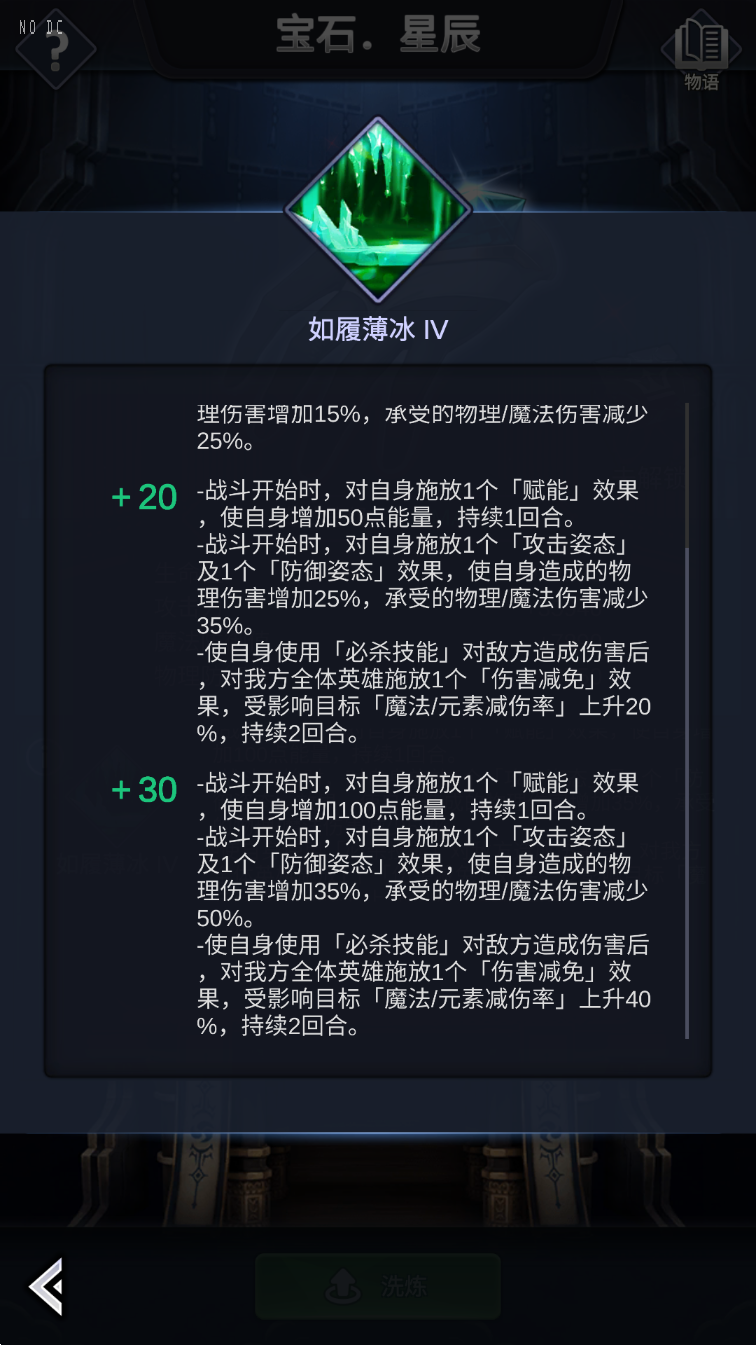 NO DC
宝石．星辰
物语
如履薄冰 IV
理伤害增加15%，承受的物理/魔法伤害减少
25%。
+20
-战斗开始时，对自身施放1个「赋能」效果
，使自身增加50点能量，持续1回合。
-战斗开始时，对自身施放1个「攻击姿态」
及1个「防御姿态」效果，使自身造成的物
理伤害增加25%，承受的物理/魔法伤害减少
35%。
-使自身使用「必杀技能」对敌方造成伤害后
，对我方全体英雄施放1个「伤害减免」效
果，受影响目标「魔法/元素减伤率」上升20
%，持续2回合。
+30
-战斗开始时，对自身施放1个「赋能」效果
，使自身增加100点能量，持续1回合。
-战斗开始时，对自身施放1个「攻击姿态」
及1个「防御姿态」效果，使自身造成的物
理伤害增加35%，承受的物理/魔法伤害减少
50%。
-使自身使用「必杀技能」对敌方造成伤害后
，对我方全体英雄施放1个「伤害减免」效
果，受影响目标「魔法/元素减伤率」上升40
%，持续2回合。
洗炼